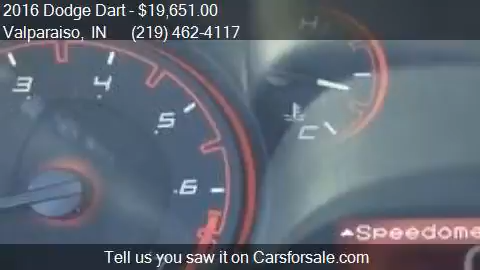 2016 Dodge Dart - $19,651.00
Valparaiso, IN (219) 462-4117
H
3
4
5
C
6
▲Speedome
Tell us you saw it on Carsforsale.com